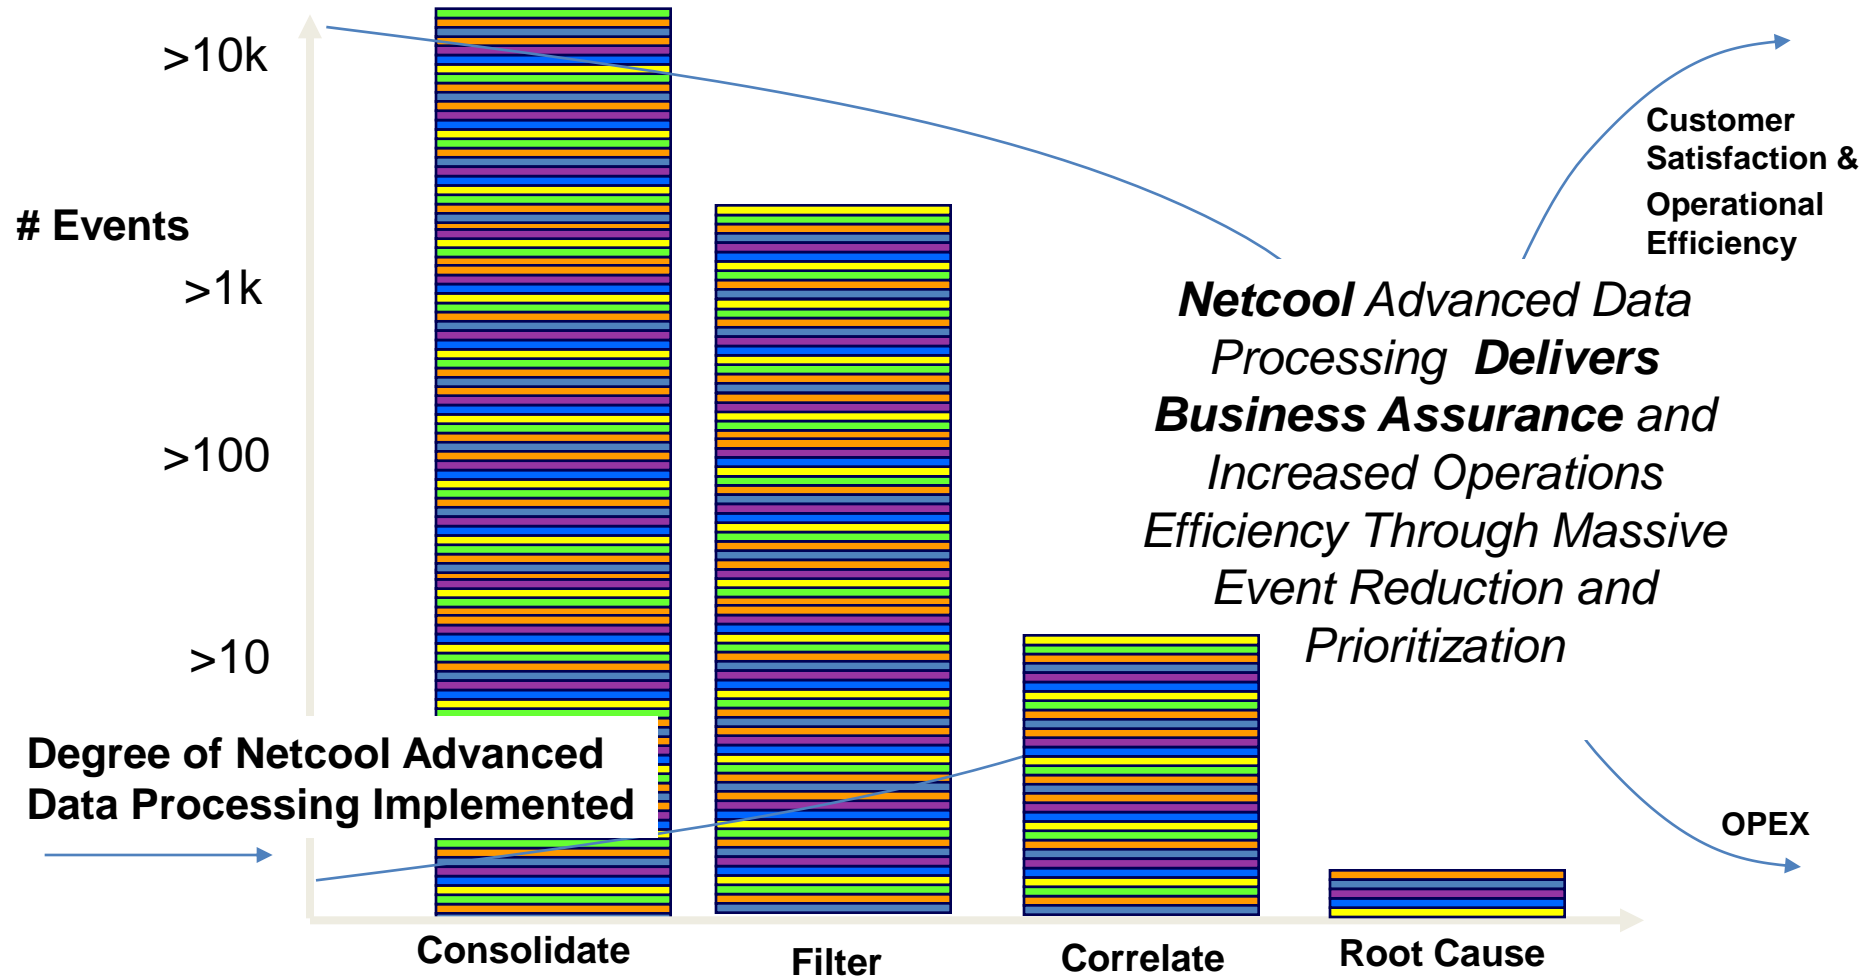 >10k
# Events
>1k
>100
>10
Degree of Netcool Advanced
Data Processing Implemented
Customer
Satisfaction &
Operational
Efficiency
Netcool Advanced Data
Processing Delivers
Business Assurance and
Increased Operations
Efficiency Through Massive
Event Reduction and
Prioritization
OPEX
Consolidate
Filter
Correlate
Root Cause